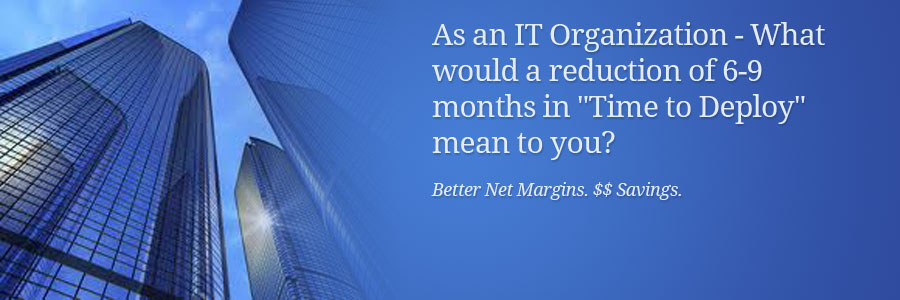 As an IT Organization - What
would a reduction of 6-9
months in "Time to Deploy"
mean to you?
Better Net Margins. $$ Savings.